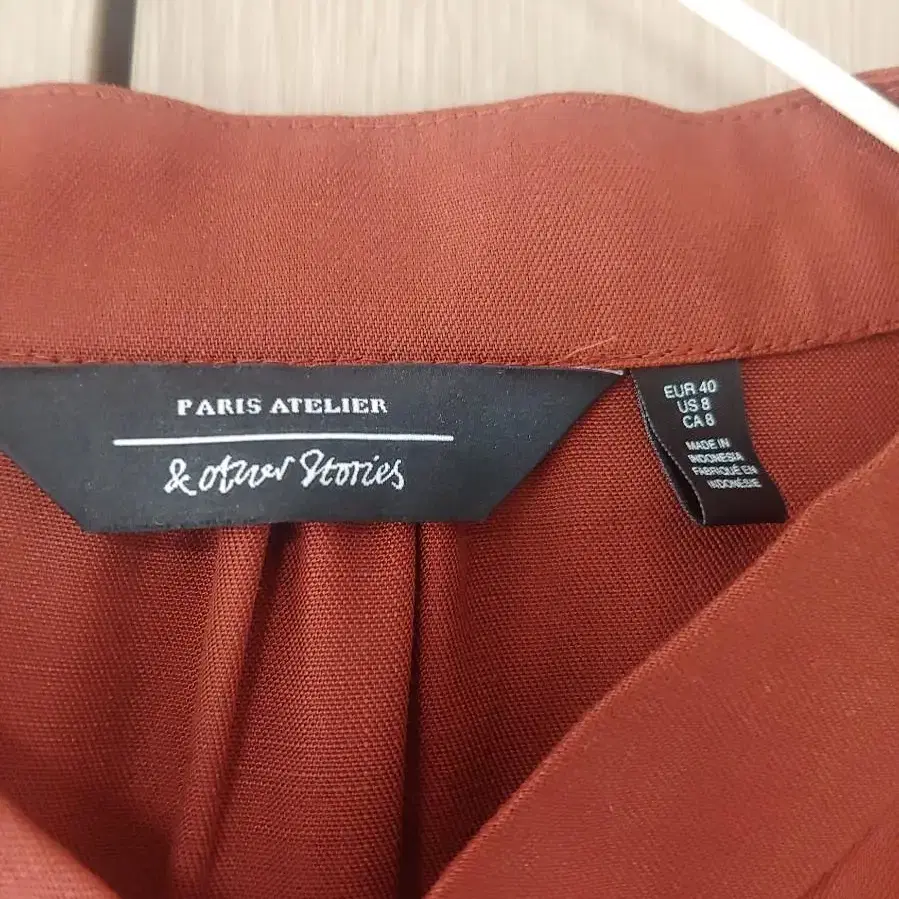 PARIS ATELIER
& other Stories
EUR 40
US 8
CA 8
MADE IN
INDONESIA
FABRIQUÉ EN
INDONÉSIE